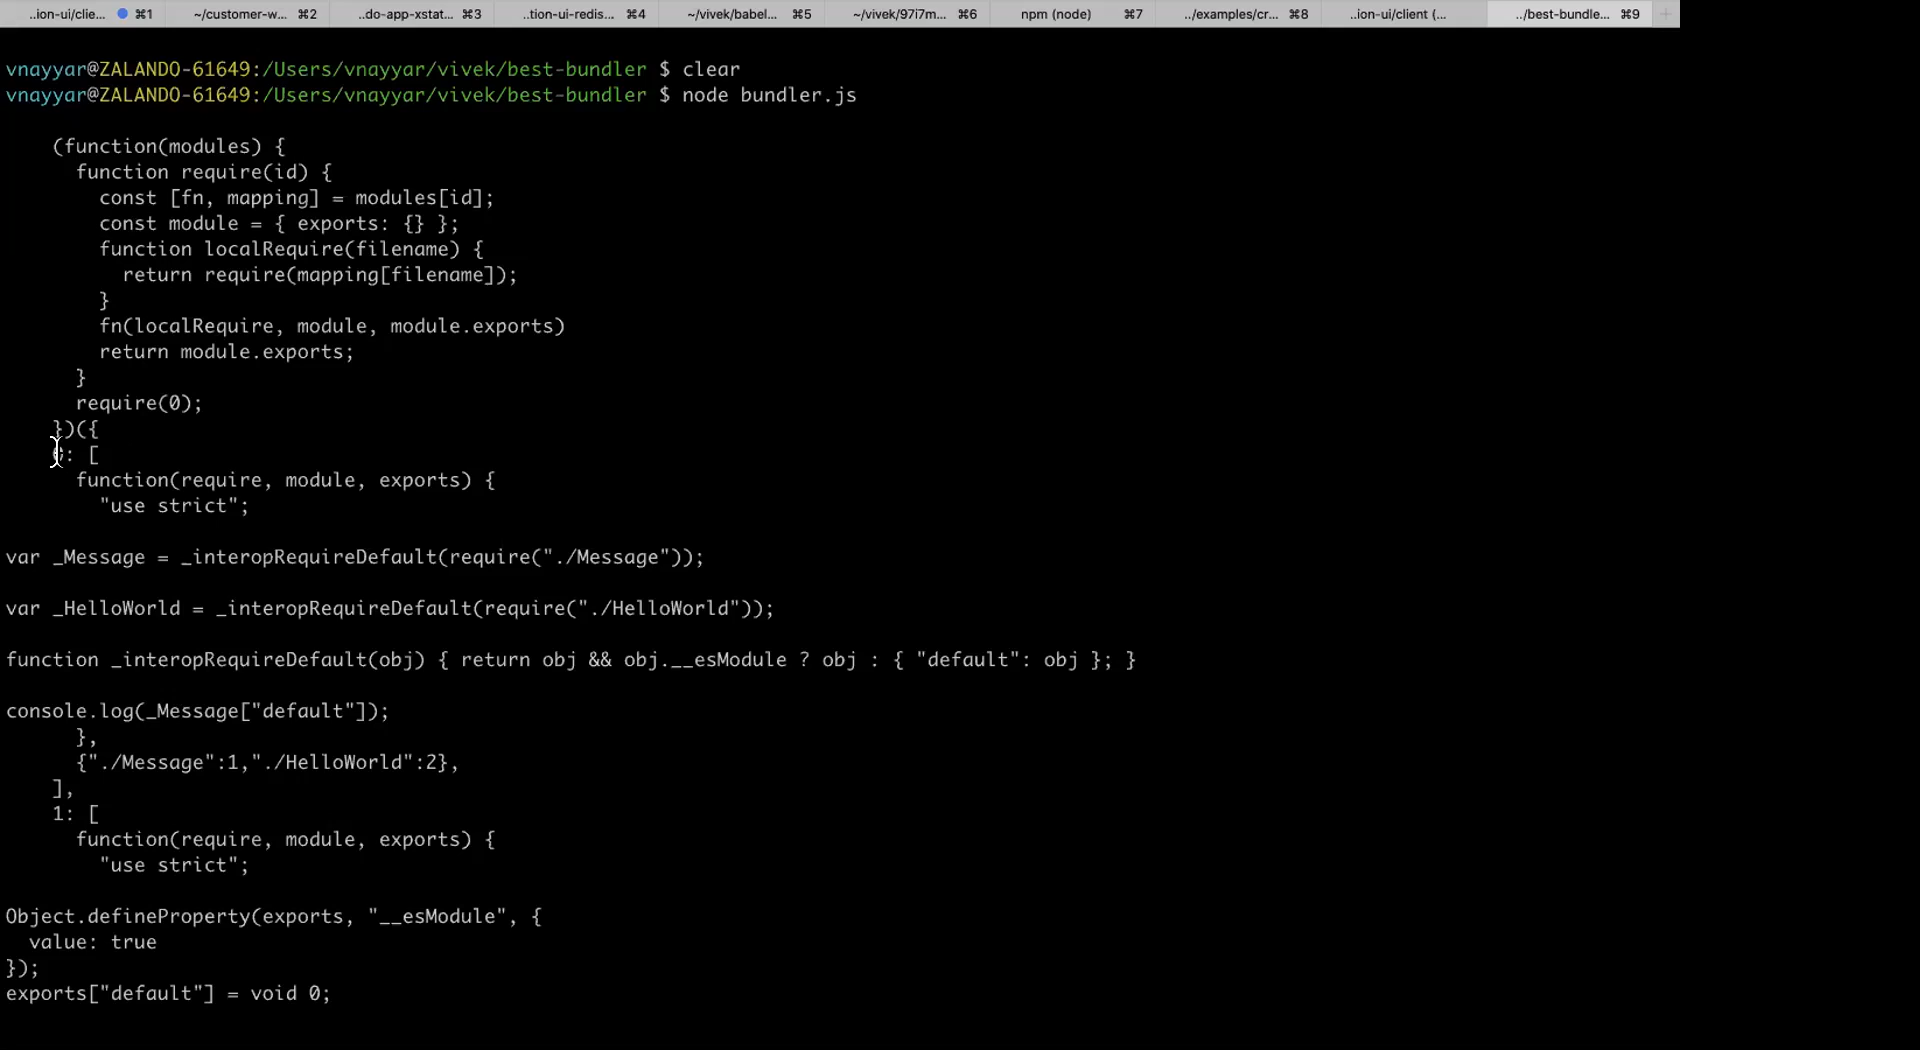 ..ion-ui/clie... ⌘1 ~/customer-w... ⌘2 ..do-app-xstat... ⌘3 ..tion-ui-redis... ⌘4 ~/vivek/babel... ⌘5 ~/vivek/97i7m... ⌘6 npm (node) ⌘7 ../examples/cr... ⌘8 ..ion-ui/client (... ../best-bundle... ⌘9 +
vnayyar@ZALANDO-61649:/Users/vnayyar/vivek/best-bundler $ clear
vnayyar@ZALANDO-61649:/Users/vnayyar/vivek/best-bundler $ node bundler.js
(function(modules) {
function require(id) {
const [fn, mapping] = modules[id];
const module = { exports: {} };
function localRequire(filename) {
return require(mapping[filename]);
}
fn(localRequire, module, module.exports)
return module.exports;
}
require(0);
})({
0: [
function(require, module, exports) {
"use strict";
var _Message = _interopRequireDefault(require("./Message"));
var _HelloWorld = _interopRequireDefault(require("./HelloWorld"));
function _interopRequireDefault(obj) { return obj && obj.__esModule ? obj : { "default": obj }; }
console.log(_Message["default"]);
},
{"./Message":1,"./HelloWorld":2},
],
1: [
function(require, module, exports) {
"use strict";
Object.defineProperty(exports, "__esModule", {
value: true
});
exports["default"] = void 0;